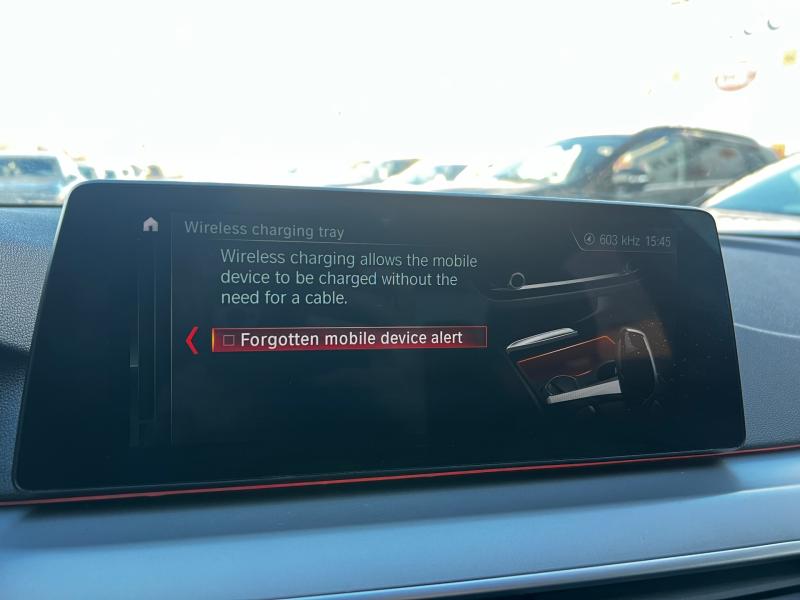 Wireless charging tray
603 kHz 15:45
Wireless charging allows the mobile
device to be charged without the
need for a cable.
Forgotten mobile device alert